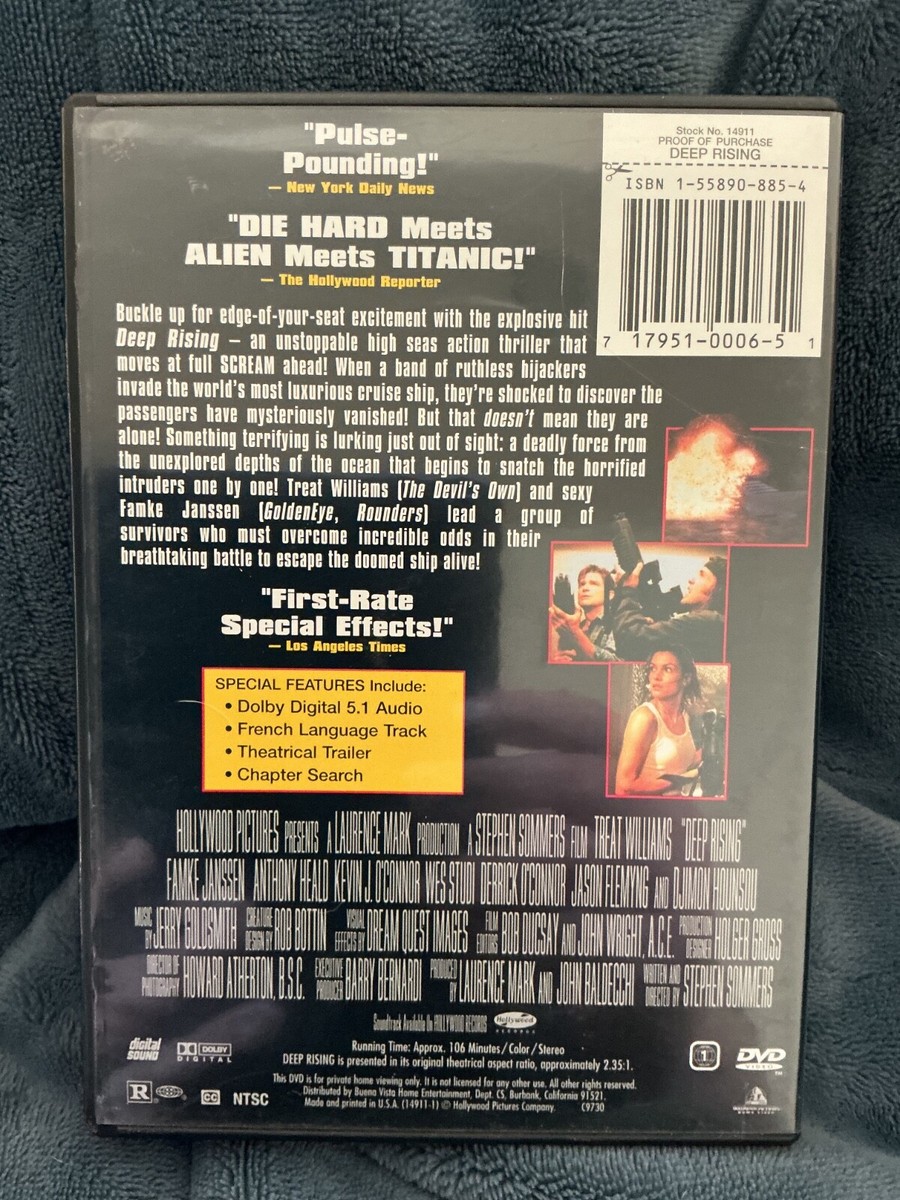 "Pulse-
Pounding!"
— New York Daily News
"DIE HARD Meets
ALIEN Meets TITANIC!"
— The Hollywood Reporter
Stock No. 14911
PROOF OF PURCHASE
DEEP RISING
ISBN 1-55890-885-4
7 17951-0006-5 1
Buckle up for edge-of-your-seat excitement with the explosive hit
Deep Rising — an unstoppable high seas action thriller that
moves at full SCREAM ahead! When a band of ruthless hijackers
invade the world's most luxurious cruise ship, they're shocked to discover the
passengers have mysteriously vanished! But that doesn't mean they are
alone! Something terrifying is lurking just out of sight: a deadly force from
the unexplored depths of the ocean that begins to snatch the horrified
intruders one by one! Treat Williams (The Devil's Own) and sexy
Famke Janssen (GoldenEye, Rounders) lead a group of
survivors who must overcome incredible odds in their
breathtaking battle to escape the doomed ship alive!
"First-Rate
Special Effects!"
— Los Angeles Times
SPECIAL FEATURES Include:
• Dolby Digital 5.1 Audio
• French Language Track
• Theatrical Trailer
• Chapter Search
HOLLYWOOD PICTURES PRESENTS A LAURENCE MARK PRODUCTION A STEPHEN SOMMERS FILM TREAT WILLIAMS "DEEP RISING"
FAMKE JANSSEN ANTHONY HEALD KEVIN J. O'CONNOR WES STUDI DERRICK O'CONNOR JASON FLEMYNG AND DJIMON HOUNSOU
MUSIC BY JERRY GOLDSMITH CREATURE DESIGN BY ROB BOTTIN VISUAL EFFECTS BY DREAM QUEST IMAGES FILM EDITORS BOB DUCSAY AND JOHN WRIGHT, A.C.E. PRODUCTION DESIGNER HOLGER GROSS
DIRECTOR OF PHOTOGRAPHY HOWARD ATHERTON, B.S.C. EXECUTIVE PRODUCER BARRY BERNARDI PRODUCED BY LAURENCE MARK AND JOHN BALDECCHI WRITTEN AND DIRECTED BY STEPHEN SOMMERS
Soundtrack Available On HOLLYWOOD RECORDS Hollywood RECORDS
digital SOUND DOLBY DIGITAL
Running Time: Approx. 106 Minutes/Color/Stereo
DEEP RISING is presented in its original theatrical aspect ratio, approximately 2.35:1.
1 DVD VIDEO TM
R CC NTSC
This DVD is for private home viewing only. It is not licensed for any other use. All other rights reserved.
Distributed by Buena Vista Home Entertainment, Dept. CS, Burbank, California 91521.
Made and printed in U.S.A. (14911-1) © Hollywood Pictures Company. C9730